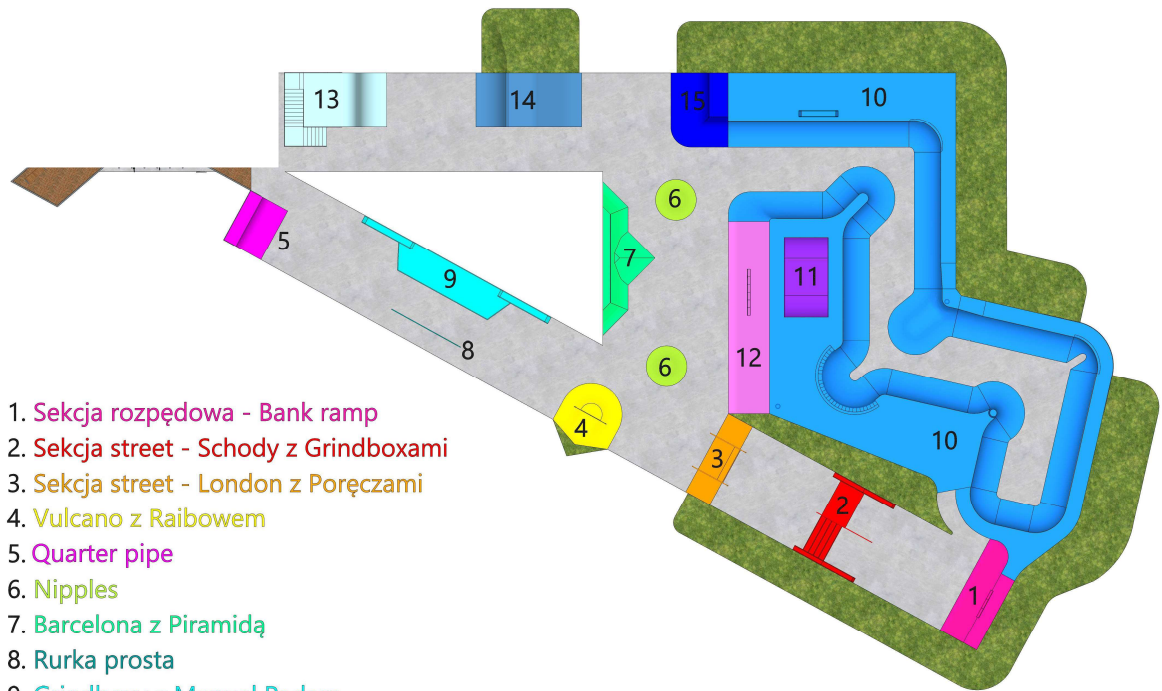 13
14
15
10
6
5
7
11
9
8
12
6
4
3
10
2
1
1. Sekcja rozpędowa - Bank ramp
2. Sekcja street - Schody z Grindboxami
3. Sekcja street - London z Poręczami
4. Vulcano z Raibowem
5. Quarter pipe
6. Nipples
7. Barcelona z Piramidą
8. Rurka prosta